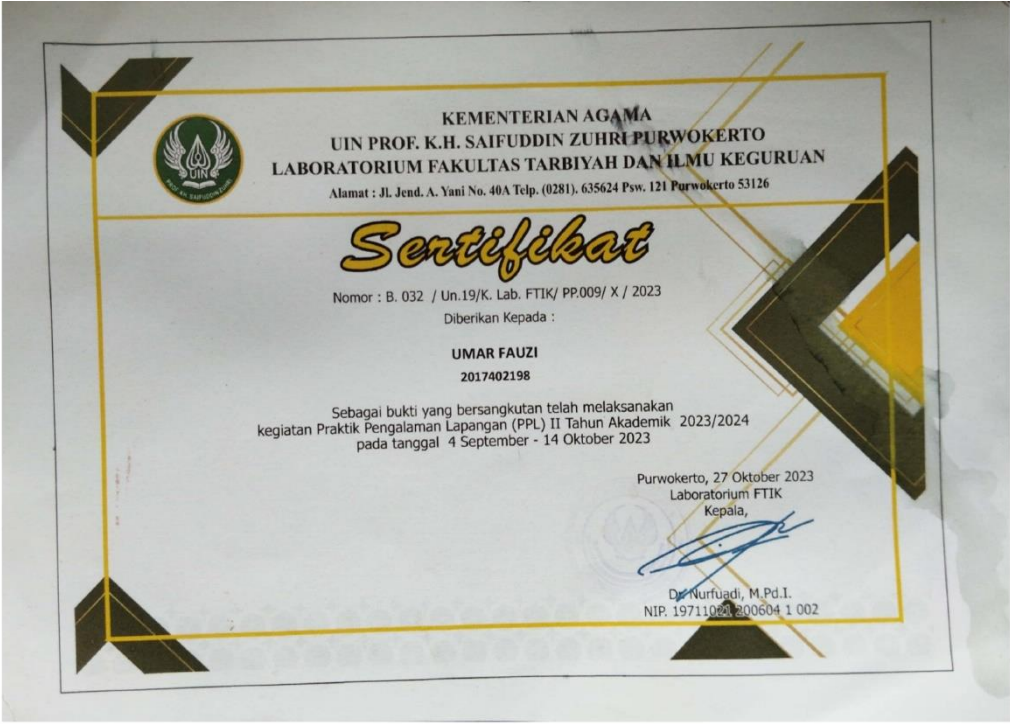 KEMENTERIAN AGAMA
UIN PROF. K.H. SAIFUDDIN ZUHRI PURWOKERTO
LABORATORIUM FAKULTAS TARBIYAH DAN ILMU KEGURUAN
Alamat : Jl. Jend. A. Yani No. 40A Telp. (0281). 635624 Psw. 121 Purwokerto 53126
UIN
PROF. K.H. SAIFUDDIN ZUHRI
Sertifikat
Nomor : B. 032 / Un.19/K. Lab. FTIK/ PP.009/ X / 2023
Diberikan Kepada :
UMAR FAUZI
2017402198
Sebagai bukti yang bersangkutan telah melaksanakan
kegiatan Praktik Pengalaman Lapangan (PPL) II Tahun Akademik 2023/2024
pada tanggal 4 September - 14 Oktober 2023
Purwokerto, 27 Oktober 2023
Laboratorium FTIK
Kepala,
Dr. Nurfuadi, M.Pd.I.
NIP. 19711021 200604 1 002